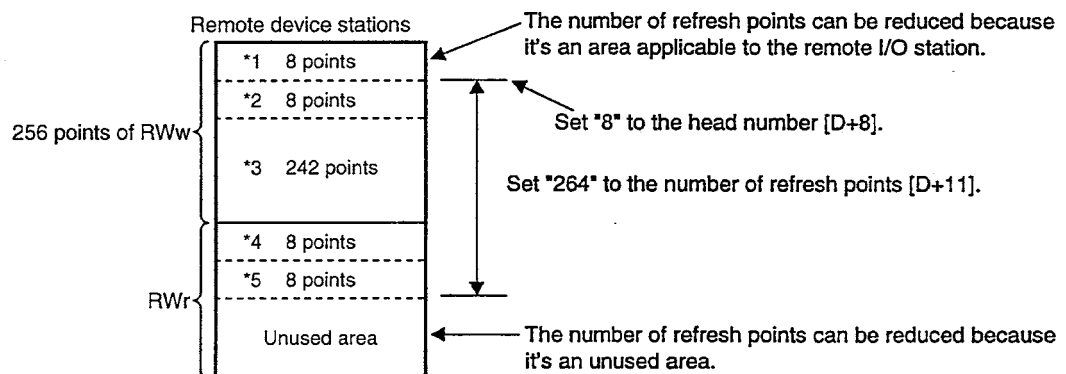 Remote device stations
The number of refresh points can be reduced because
it's an area applicable to the remote I/O station.
*1 8 points
*2 8 points
Set "8" to the head number [D+8].
256 points of RWw
*3 242 points
Set "264" to the number of refresh points [D+11].
*4 8 points
*5 8 points
RWr
Unused area
The number of refresh points can be reduced because
it's an unused area.